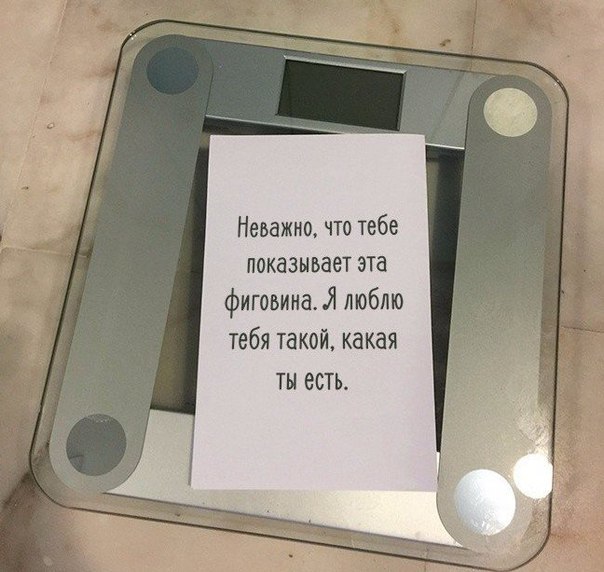 Неважно, что тебе
показывает эта
фиговина. Я люблю
тебя такой, какая
ты есть.